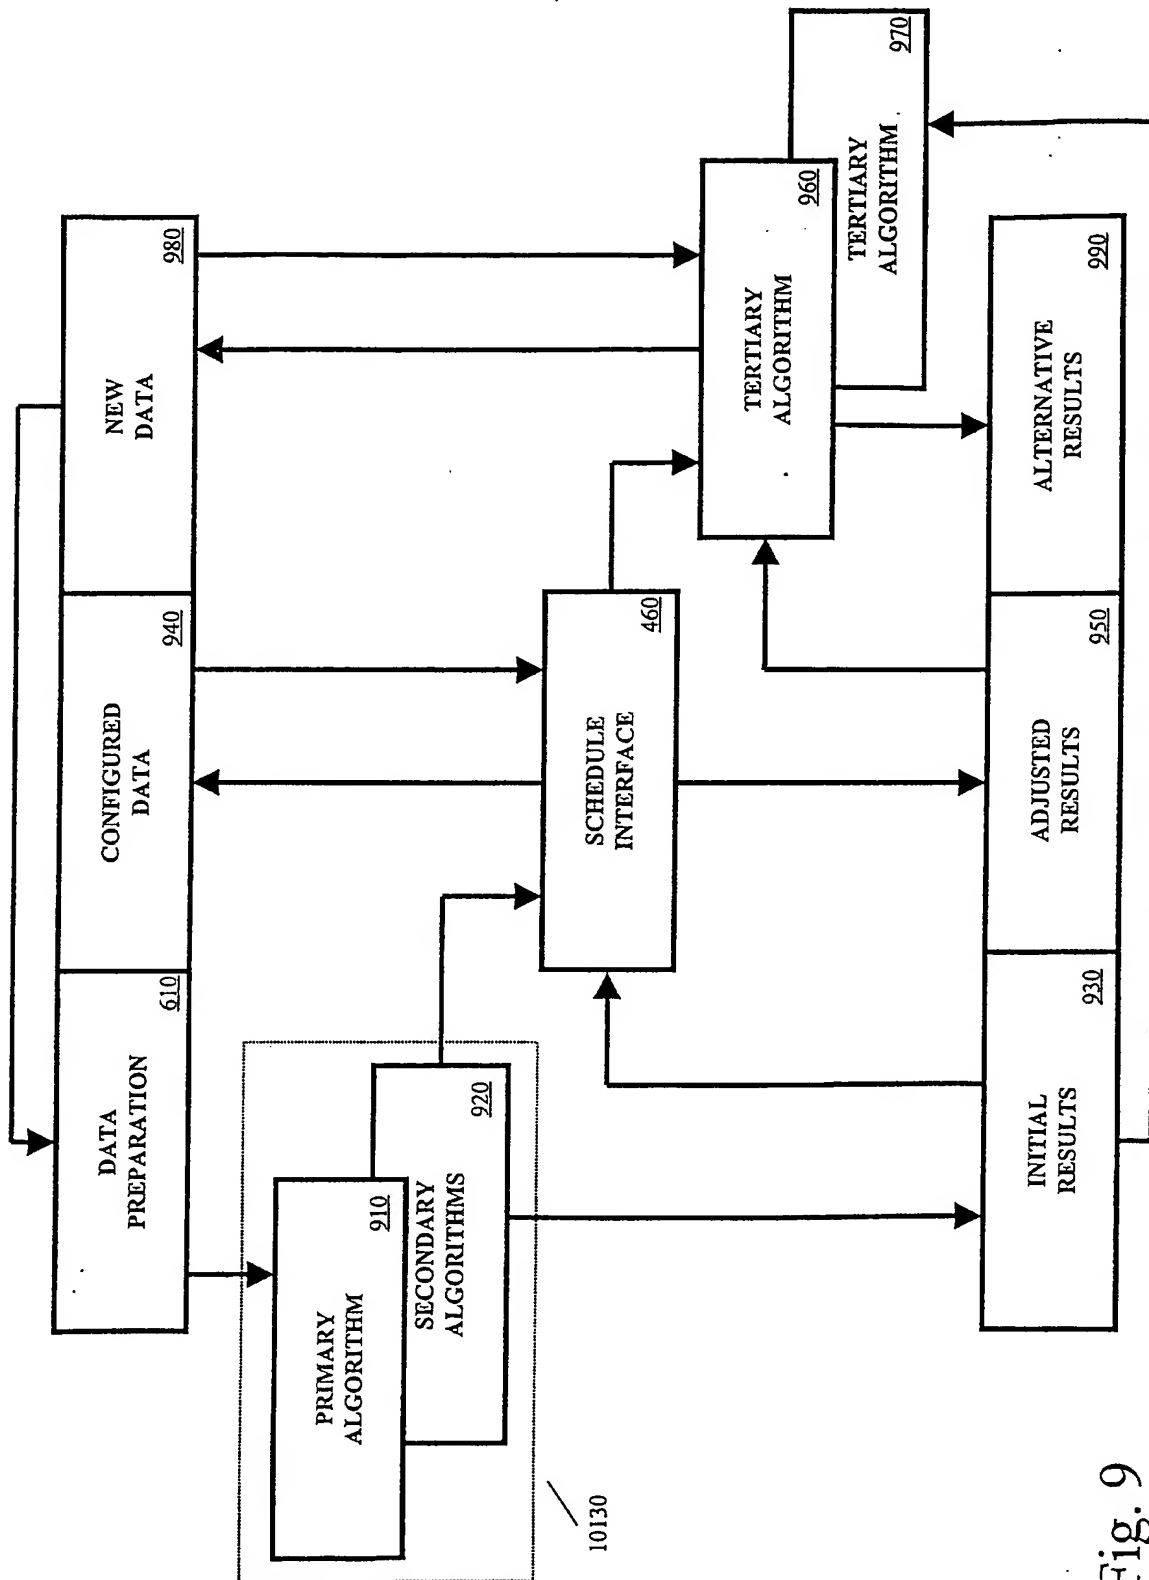 DATA
PREPARATION
610
CONFIGURED
DATA
940
NEW
DATA
980
PRIMARY
ALGORITHM
910
SECONDARY
ALGORITHMS
920
10130
SCHEDULE
INTERFACE
460
TERTIARY
ALGORITHM
960
TERTIARY
ALGORITHM
970
INITIAL
RESULTS
930
ADJUSTED
RESULTS
950
ALTERNATIVE
RESULTS
990
Fig. 9